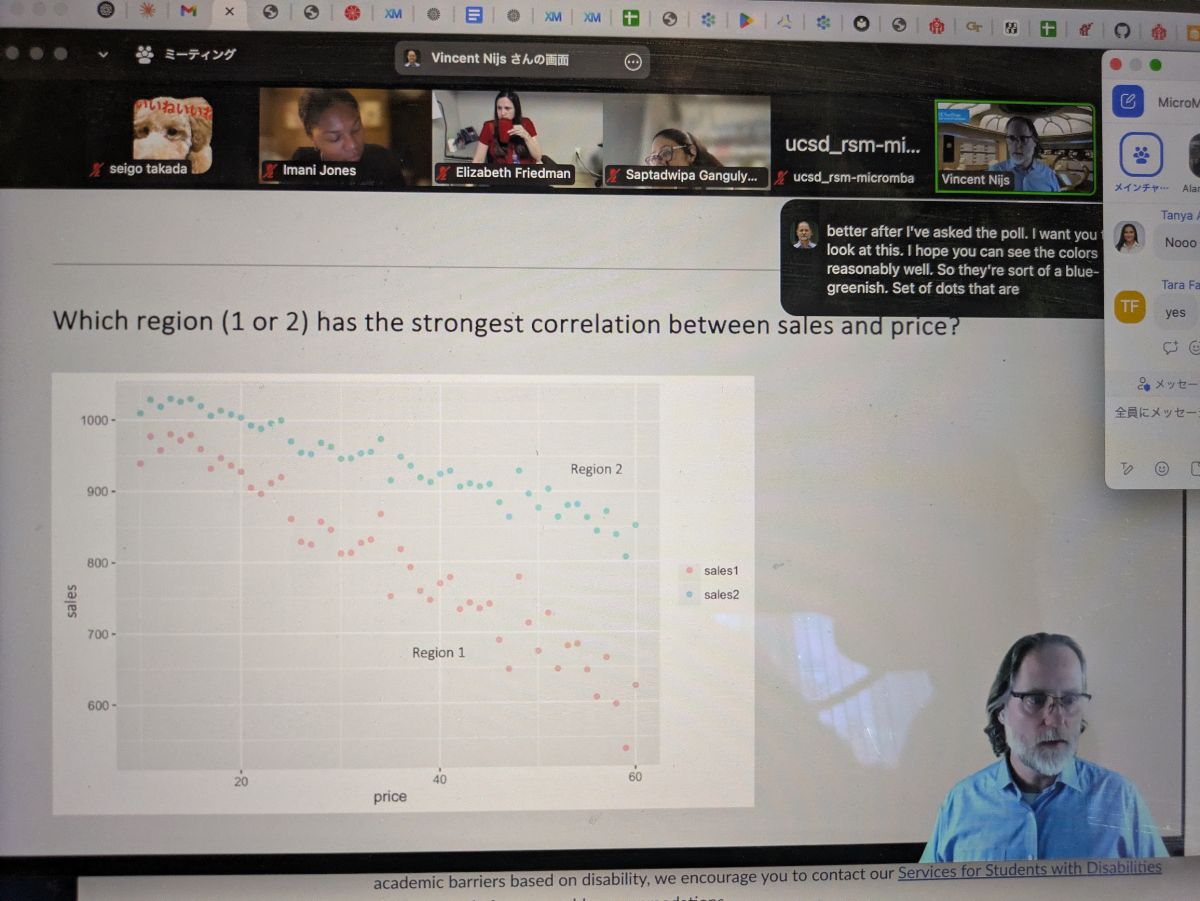 XM
XM
XM
Gr
ミーティング
Vincent Nijs さんの画面
いいねいいね
seigo takada
Imani Jones
Elizabeth Friedman
Saptadwipa Ganguly...
ucsd_rsm-mi...
ucsd_rsm-micromba
Vincent Nijs
MicroM
メインチャ…
Alan
better after I've asked the poll. I want you
look at this. I hope you can see the colors
reasonably well. So they're sort of a blue-
greenish. Set of dots that are
Tanya A
Nooo
Tara Fa
TF
yes
メッセー
全員にメッセー
Which region (1 or 2) has the strongest correlation between sales and price?
1000
900
800
700
600
sales
Region 2
Region 1
sales1
sales2
20
40
60
price
academic barriers based on disability, we encourage you to contact our Services for Students with Disabilities